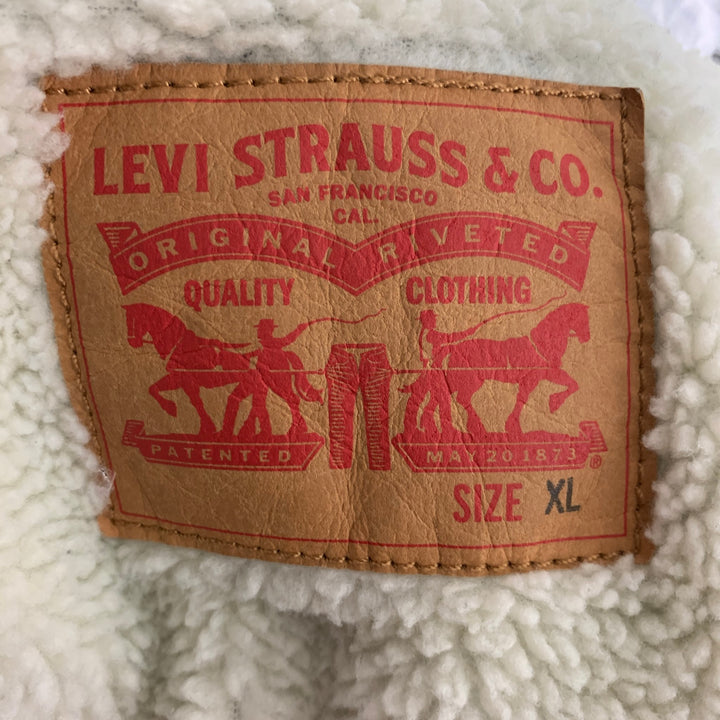 LEVI STRAUSS & CO.
SAN FRANCISCO
CAL.
ORIGINAL RIVETED
QUALITY CLOTHING
PATENTED MAY 20 1873 ®
SIZE XL